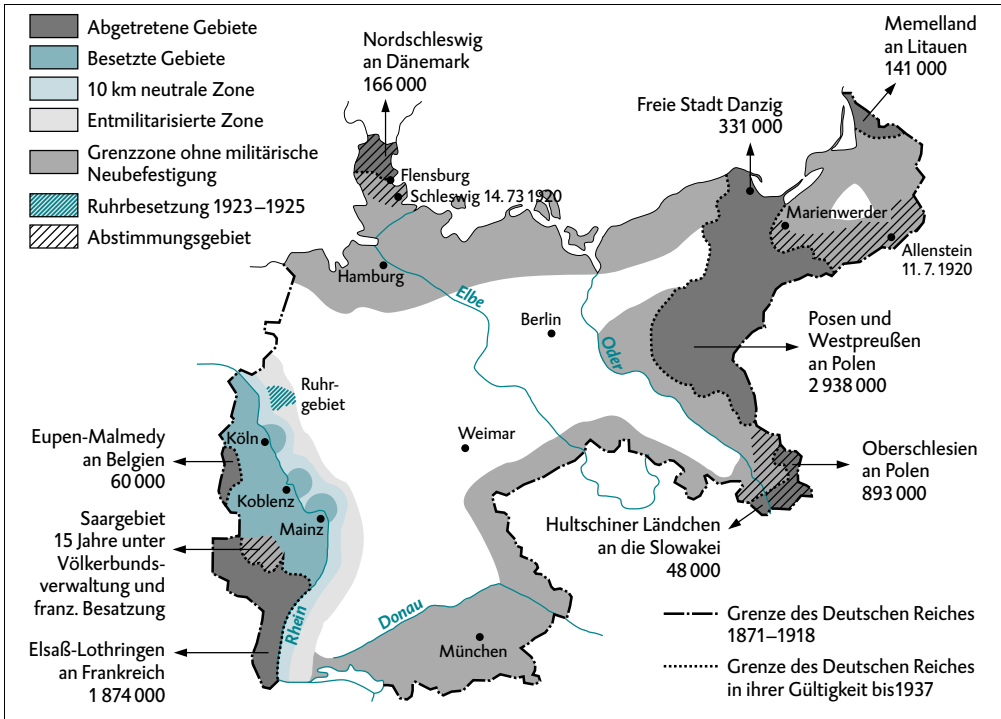 Abgetretene Gebiete
Besetzte Gebiete
10 km neutrale Zone
Entmilitarisierte Zone
Grenzzone ohne militärische
Neubefestigung
Ruhrbesetzung 1923–1925
Abstimmungsgebiet
Nordschleswig
an Dänemark
166 000
Memelland
an Litauen
141 000
Freie Stadt Danzig
331 000
Flensburg
Schleswig 14. 73 1920
Marienwerder
Allenstein
11. 7. 1920
Hamburg
Elbe
Berlin
Oder
Posen und
Westpreußen
an Polen
2 938 000
Ruhr-
gebiet
Köln
Weimar
Eupen-Malmedy
an Belgien
60 000
Koblenz
Mainz
Oberschlesien
an Polen
893 000
Saargebiet
15 Jahre unter
Völkerbunds-
verwaltung und
franz. Besatzung
Hultschiner Ländchen
an die Slowakei
48 000
Rhein
Donau
München
Elsaß-Lothringen
an Frankreich
1 874 000
Grenze des Deutschen Reiches
1871–1918
Grenze des Deutschen Reiches
in ihrer Gültigkeit bis1937